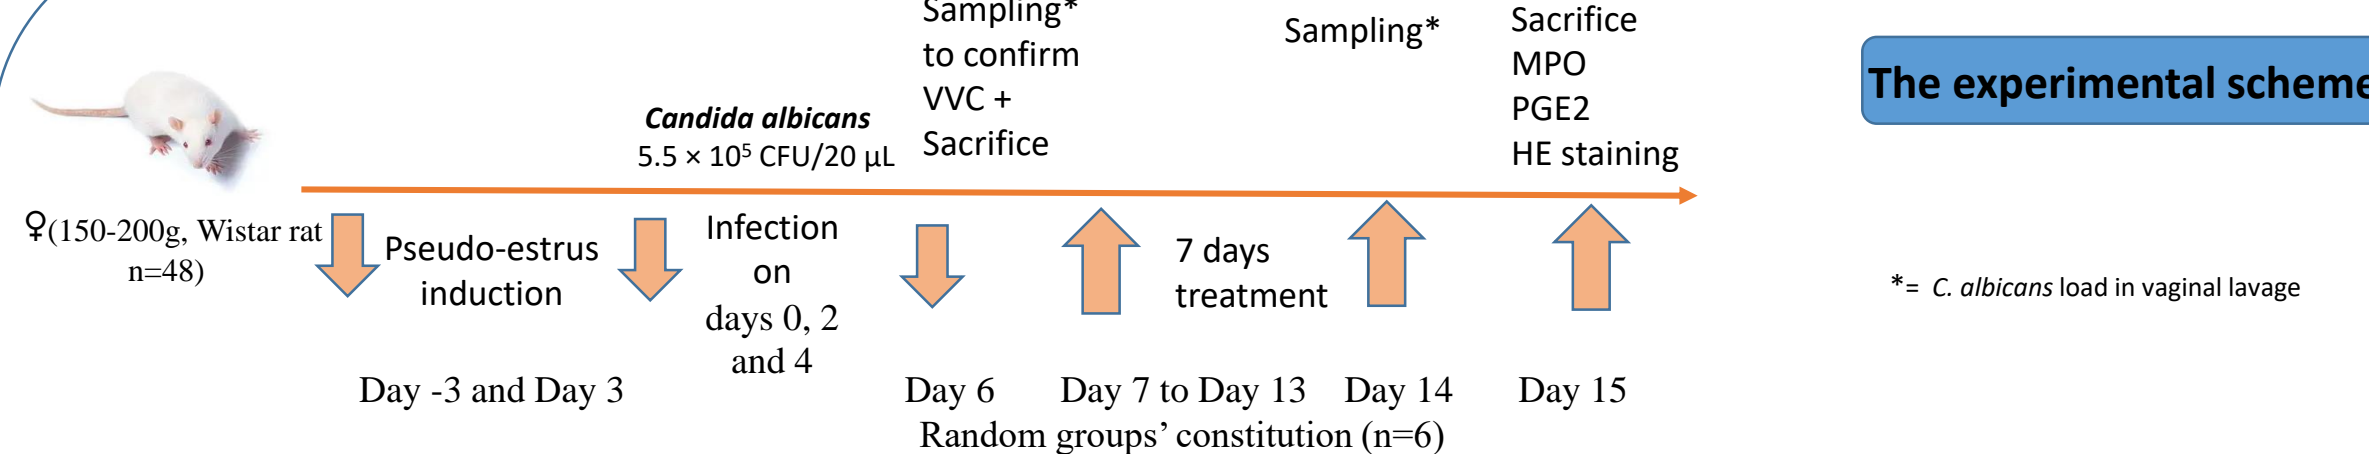 Sampling*
to confirm
VVC +
Sacrifice
Sampling*
Sacrifice
MPO
PGE2
HE staining
The experimental scheme
Candida albicans
5.5 × 10⁵ CFU/20 µL
♀(150-200g, Wistar rat
n=48)
Pseudo-estrus
induction
Infection
on
days 0, 2
and 4
7 days
treatment
*= C. albicans load in vaginal lavage
Day -3 and Day 3
Day 6
Day 7 to Day 13
Day 14
Day 15
Random groups’ constitution (n=6)